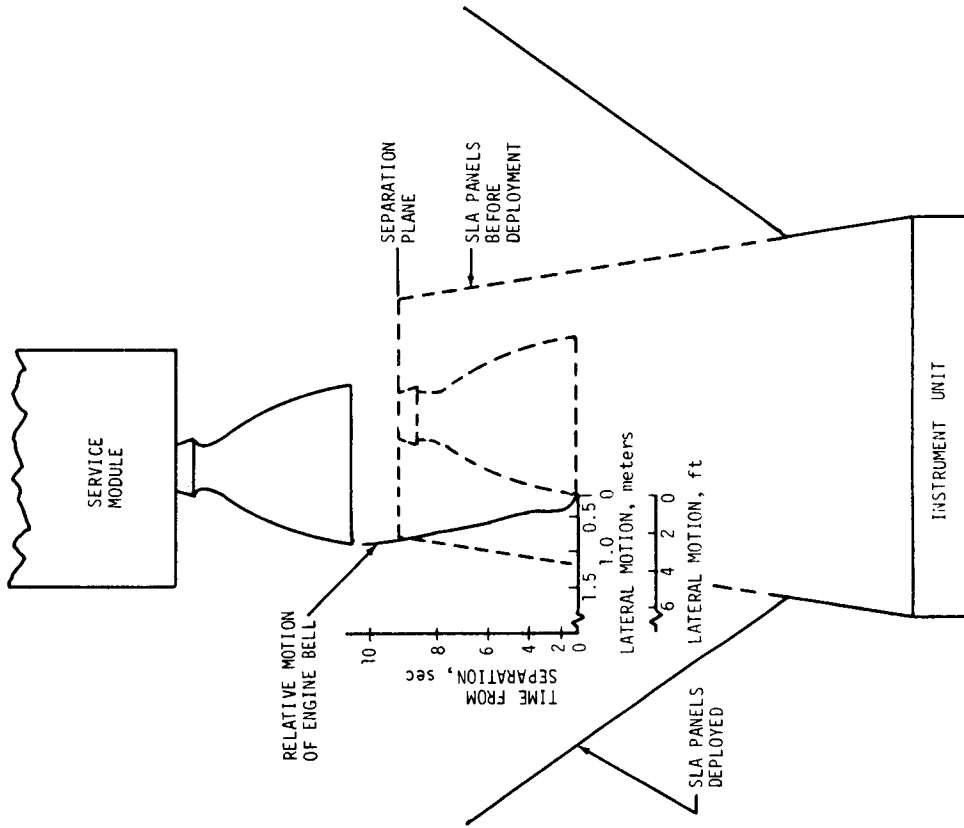 SERVICE
MODULE
RELATIVE MOTION
OF ENGINE BELL
SEPARATION
PLANE
SLA PANELS
BEFORE
DEPLOYMENT
TIME FROM
SEPARATION, sec
10
8
6
4
2
0
1.5
1.0
0.5
0
LATERAL MOTION, meters
6
4
2
0
LATERAL MOTION, ft
SLA PANELS
DEPLOYED
INSTRUMENT UNIT